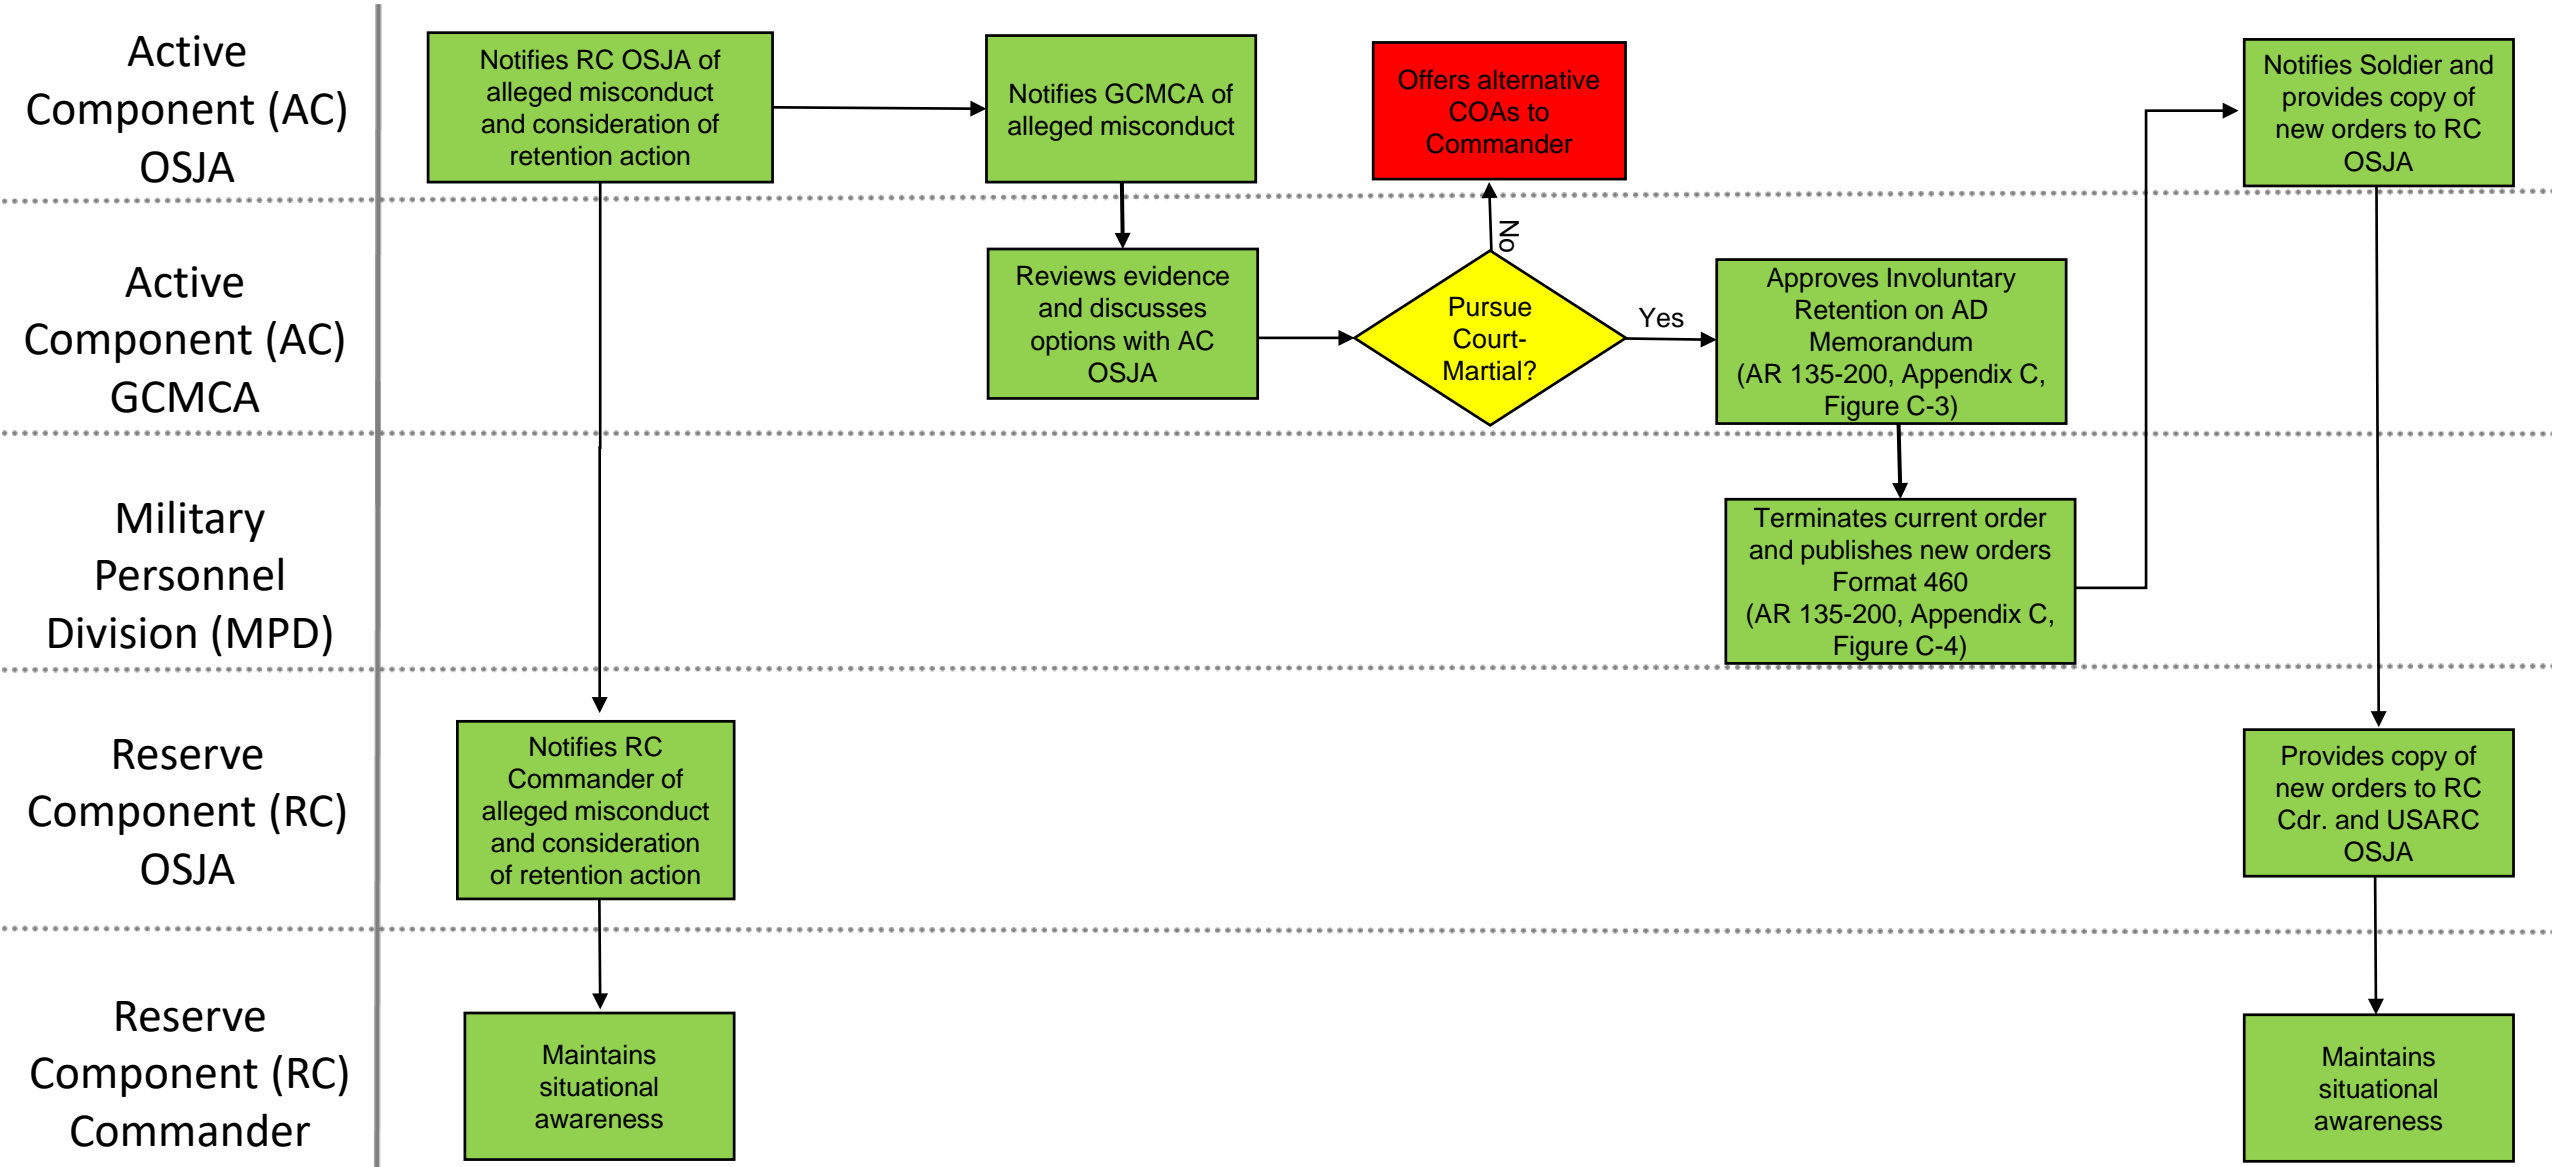 Active
Component (AC)
OSJA
Notifies RC OSJA of
alleged misconduct
and consideration of
retention action
Notifies GCMCA of
alleged misconduct
Offers alternative
COAs to
Commander
Notifies Soldier and
provides copy of
new orders to RC
OSJA
Active
Component (AC)
GCMCA
Reviews evidence
and discusses
options with AC
OSJA
No
Pursue
Court-
Martial?
Yes
Approves Involuntary
Retention on AD
Memorandum
(AR 135-200, Appendix C,
Figure C-3)
Military
Personnel
Division (MPD)
Terminates current order
and publishes new orders
Format 460
(AR 135-200, Appendix C,
Figure C-4)
Reserve
Component (RC)
OSJA
Notifies RC
Commander of
alleged misconduct
and consideration
of retention action
Provides copy of
new orders to RC
Cdr. and USARC
OSJA
Reserve
Component (RC)
Commander
Maintains
situational
awareness
Maintains
situational
awareness